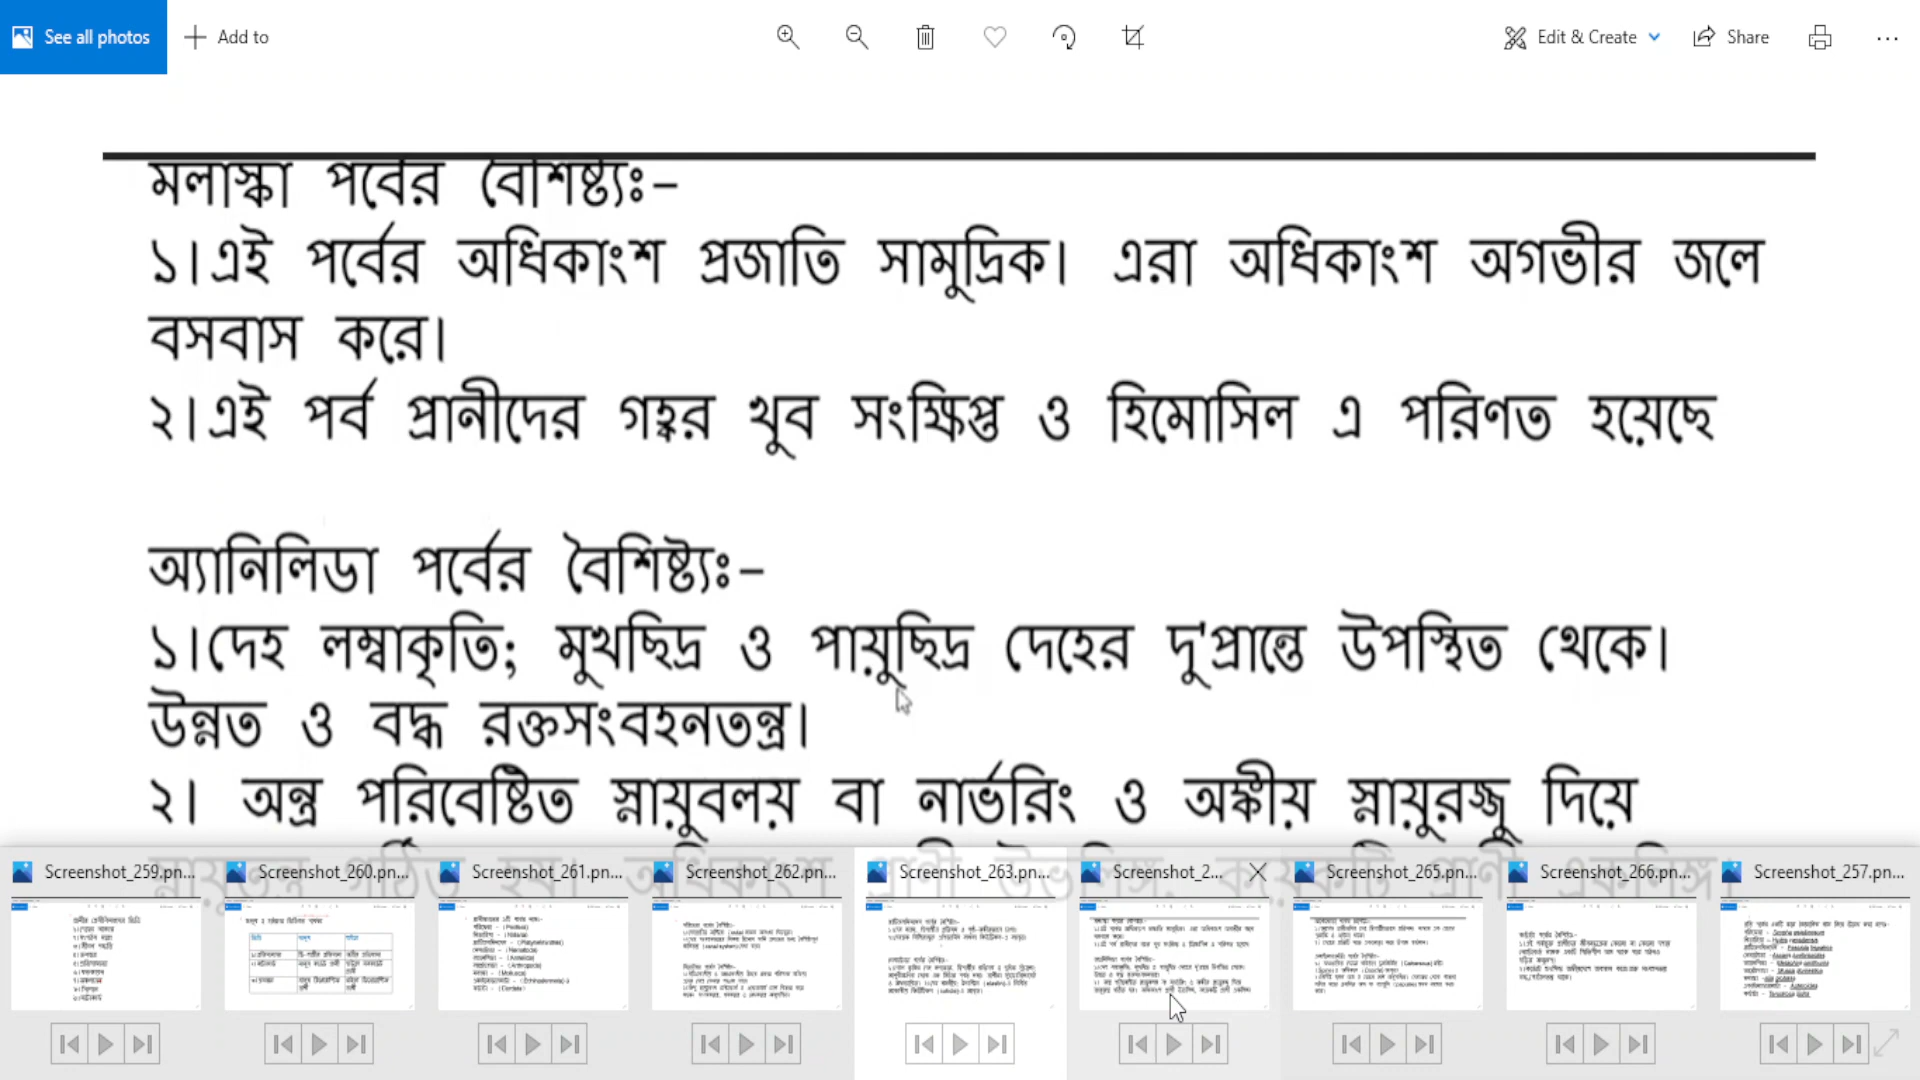 See all photos
Add to
Edit & Create
Share
মলাস্কা পর্বের বৈশিষ্ট্যঃ-
১।এই পর্বের অধিকাংশ প্রজাতি সামুদ্রিক। এরা অধিকাংশ অগভীর জলে
বসবাস করে।
২।এই পর্ব প্রানীদের গহ্বর খুব সংক্ষিপ্ত ও হিমোসিল এ পরিণত হয়েছে
অ্যানিলিডা পর্বের বৈশিষ্ট্যঃ-
১।দেহ লম্বাকৃতি; মুখছিদ্র ও পায়ুছিদ্র দেহের দু'প্রান্তে উপস্থিত থেকে।
উন্নত ও বদ্ধ রক্তসংবহনতন্ত্র।
২। অন্ত্র পরিবেষ্টিত স্নায়ুবলয় বা নার্ভরিং ও অঙ্কীয় স্নায়ুরজ্জু দিয়ে
Screenshot_259.pn...
Screenshot_260.pn...
Screenshot_261.pn...
Screenshot_262.pn...
Screenshot_263.pn...
Screenshot_2...
Screenshot_265.pn...
Screenshot_266.pn...
Screenshot_257.pn...